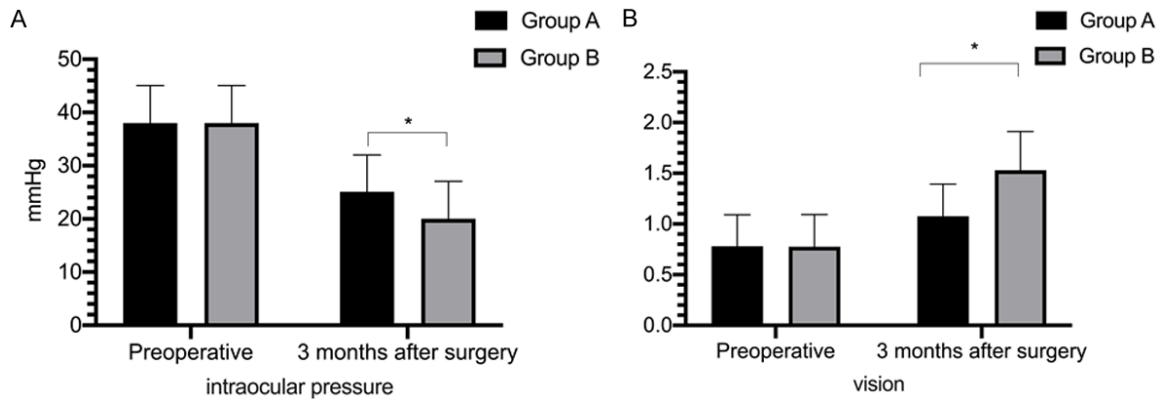 A
Group A
Group B
50
40
30
20
10
0
mmHg
*
Preoperative
3 months after surgery
intraocular pressure
B
Group A
Group B
2.5
2.0
1.5
1.0
0.5
0.0
*
Preoperative
3 months after surgery
vision